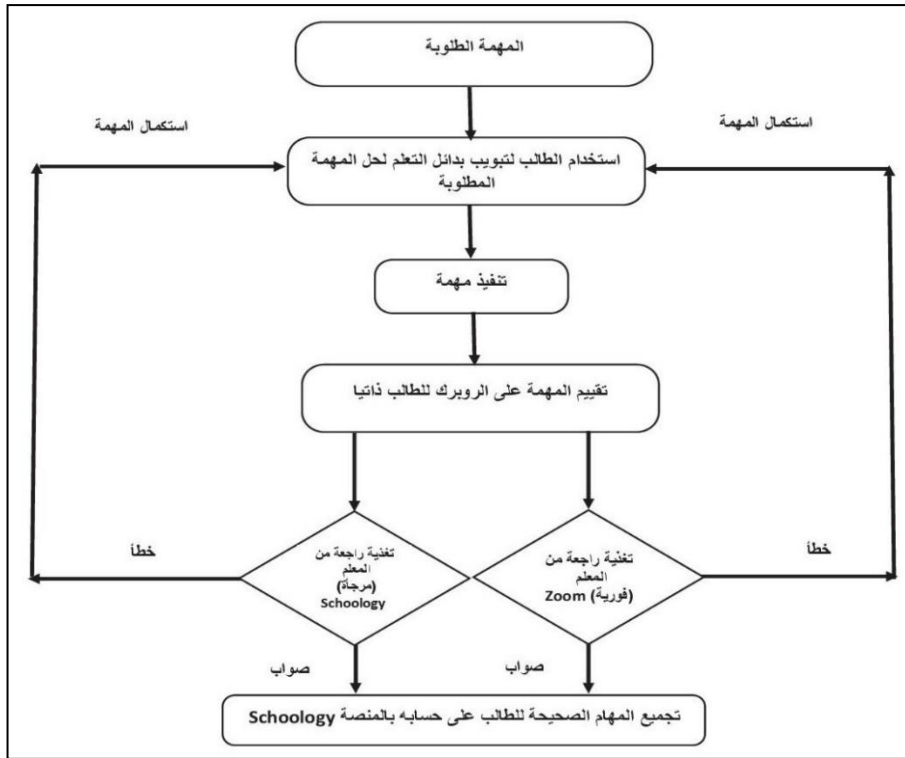 المهمة الطلوبة
استكمال المهمة
استكمال المهمة
استخدام الطالب لتبويب بدائل التعلم لحل المهمة
المطلوبة
تنفيذ مهمة
تقييم المهمة على الروبرك للطالب ذاتيا
تغذية راجعة من
المعلم
(فورية) Zoom
خطأ
تغذية راجعة من
المعلم
(مرجأة)
Schoology
خطأ
صواب
صواب
تجميع المهام الصحيحة للطالب على حسابه بالمنصة Schoology